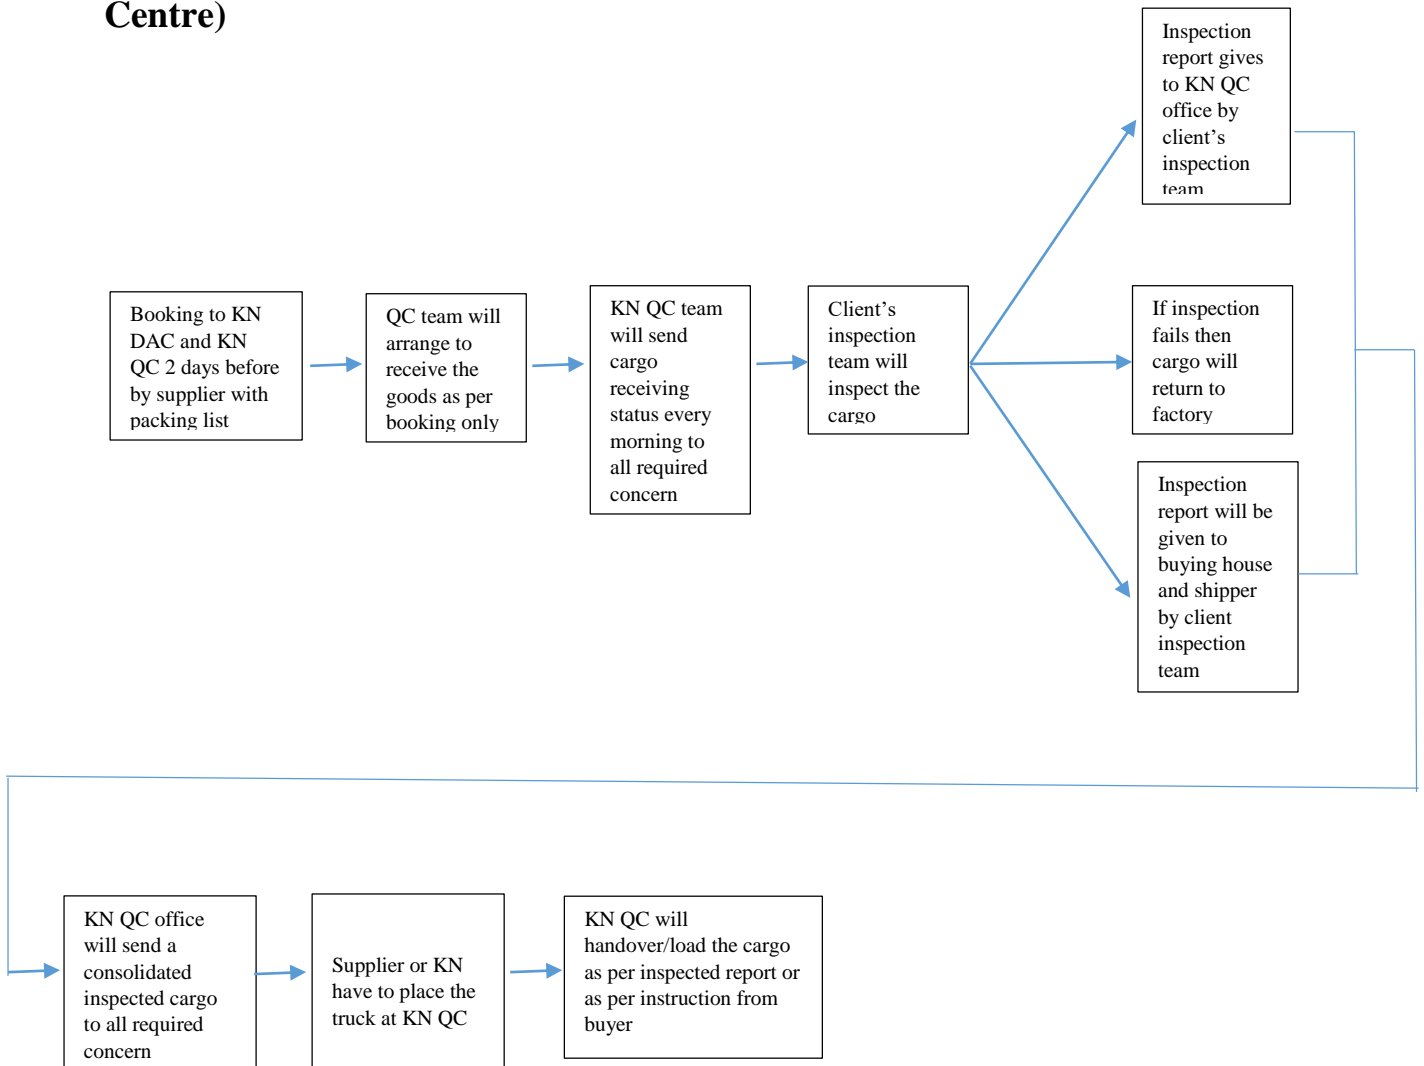 Centre)
Inspection
report gives
to KN QC
office by
client’s
inspection
team
Booking to KN
DAC and KN
QC 2 days before
by supplier with
packing list
QC team will
arrange to
receive the
goods as per
booking only
KN QC team
will send
cargo
receiving
status every
morning to
all required
concern
Client’s
inspection
team will
inspect the
cargo
If inspection
fails then
cargo will
return to
factory
Inspection
report will be
given to
buying house
and shipper
by client
inspection
team
KN QC office
will send a
consolidated
inspected cargo
to all required
concern
Supplier or KN
have to place the
truck at KN QC
KN QC will
handover/load the cargo
as per inspected report or
as per instruction from
buyer